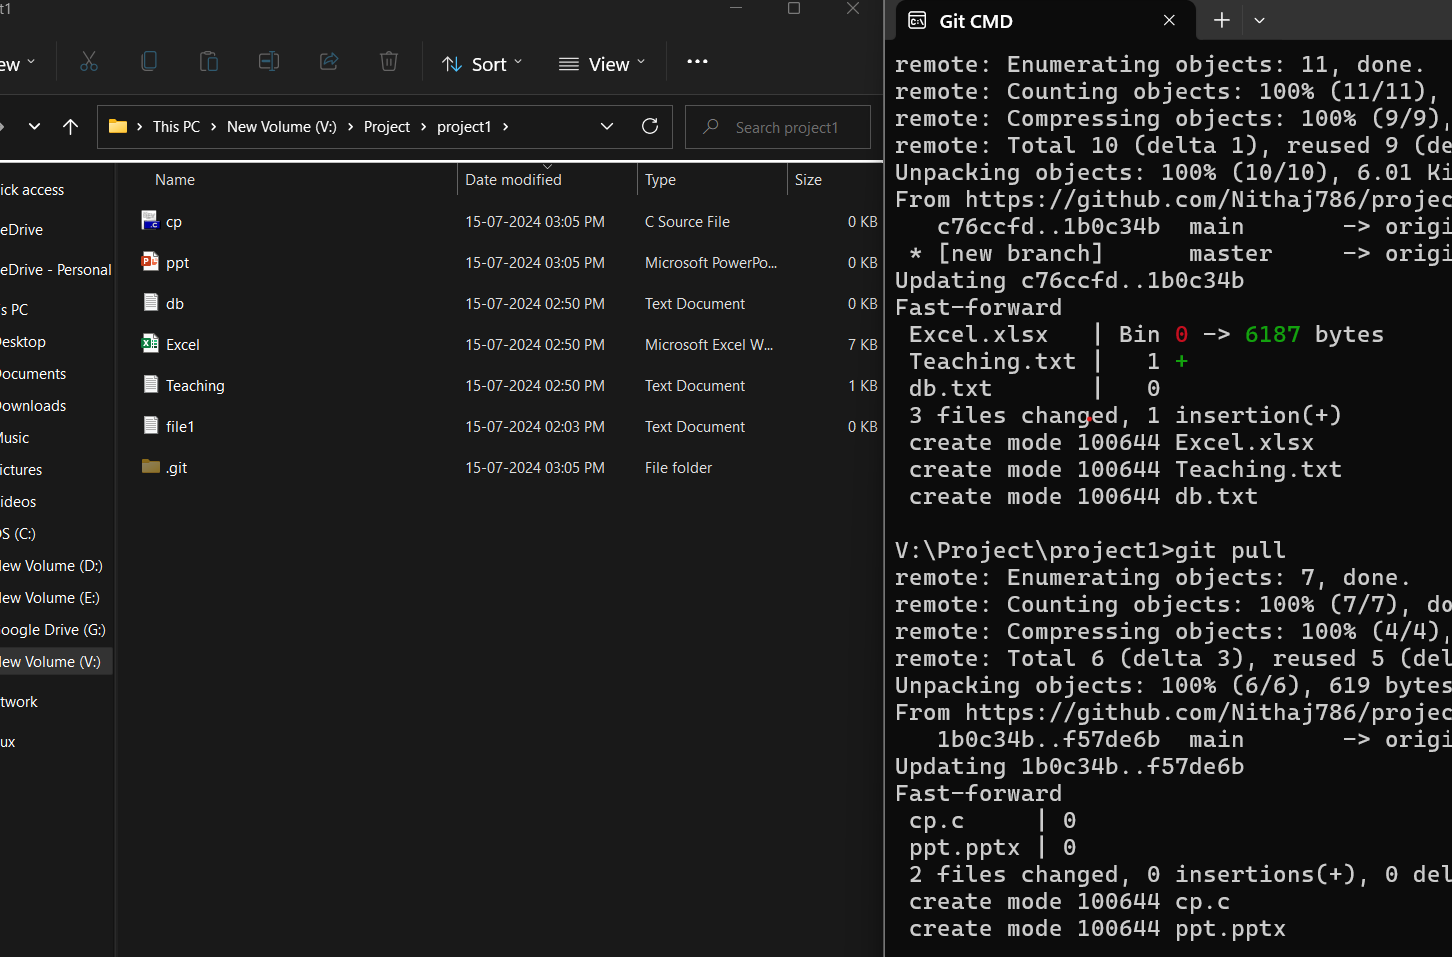 t1
ew
Sort
View
This PC > New Volume (V:) > Project > project1 >
Search project1
ick access
eDrive
eDrive - Personal
s PC
esktop
ocuments
ownloads
usic
ictures
ideos
S (C:)
ew Volume (D:)
ew Volume (E:)
oogle Drive (G:)
ew Volume (V:)
twork
ux
Name Date modified Type Size
cp 15-07-2024 03:05 PM C Source File 0 KB
ppt 15-07-2024 03:05 PM Microsoft PowerPo... 0 KB
db 15-07-2024 02:50 PM Text Document 0 KB
Excel 15-07-2024 02:50 PM Microsoft Excel W... 7 KB
Teaching 15-07-2024 02:50 PM Text Document 1 KB
file1 15-07-2024 02:03 PM Text Document 0 KB
.git 15-07-2024 03:05 PM File folder
Git CMD
remote: Enumerating objects: 11, done.
remote: Counting objects: 100% (11/11),
remote: Compressing objects: 100% (9/9),
remote: Total 10 (delta 1), reused 9 (de
Unpacking objects: 100% (10/10), 6.01 Ki
From https://github.com/Nithaj786/projec
c76ccfd..1b0c34b main -> origi
* [new branch] master -> origi
Updating c76ccfd..1b0c34b
Fast-forward
Excel.xlsx | Bin 0 -> 6187 bytes
Teaching.txt | 1 +
db.txt | 0
3 files changed, 1 insertion(+)
create mode 100644 Excel.xlsx
create mode 100644 Teaching.txt
create mode 100644 db.txt
V:\Project\project1>git pull
remote: Enumerating objects: 7, done.
remote: Counting objects: 100% (7/7), do
remote: Compressing objects: 100% (4/4),
remote: Total 6 (delta 3), reused 5 (del
Unpacking objects: 100% (6/6), 619 bytes
From https://github.com/Nithaj786/projec
1b0c34b..f57de6b main -> origi
Updating 1b0c34b..f57de6b
Fast-forward
cp.c | 0
ppt.pptx | 0
2 files changed, 0 insertions(+), 0 del
create mode 100644 cp.c
create mode 100644 ppt.pptx